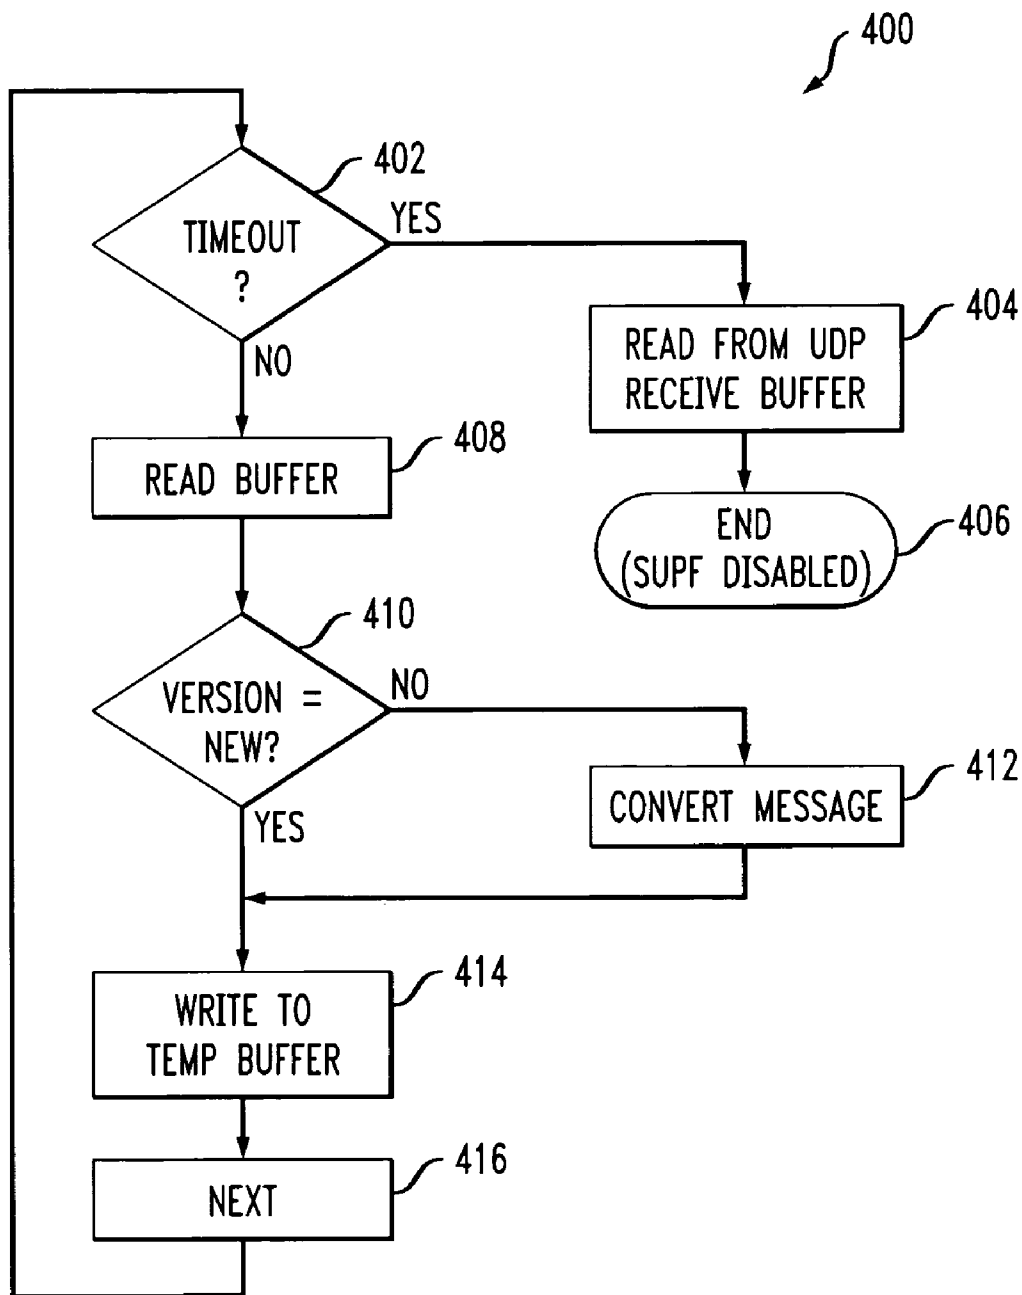 400
402
TIMEOUT
?
YES
NO
404
READ FROM UDP
RECEIVE BUFFER
408
READ BUFFER
406
END
(SUPF DISABLED)
410
VERSION =
NEW?
NO
YES
412
CONVERT MESSAGE
414
WRITE TO
TEMP BUFFER
416
NEXT